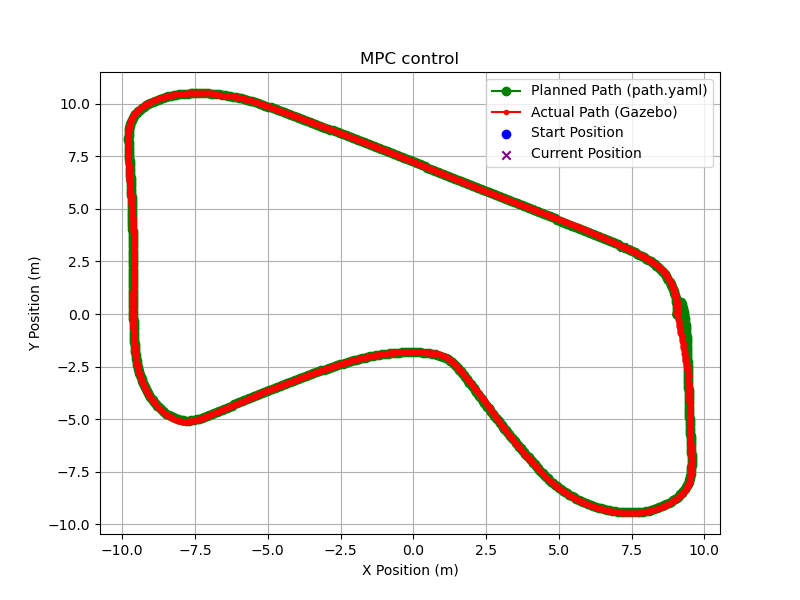 MPC control
Planned Path (path.yaml)
Actual Path (Gazebo)
Start Position
Current Position
Y Position (m)
10.0
7.5
5.0
2.5
0.0
−2.5
−5.0
−7.5
−10.0
−10.0 −7.5 −5.0 −2.5 0.0 2.5 5.0 7.5 10.0
X Position (m)